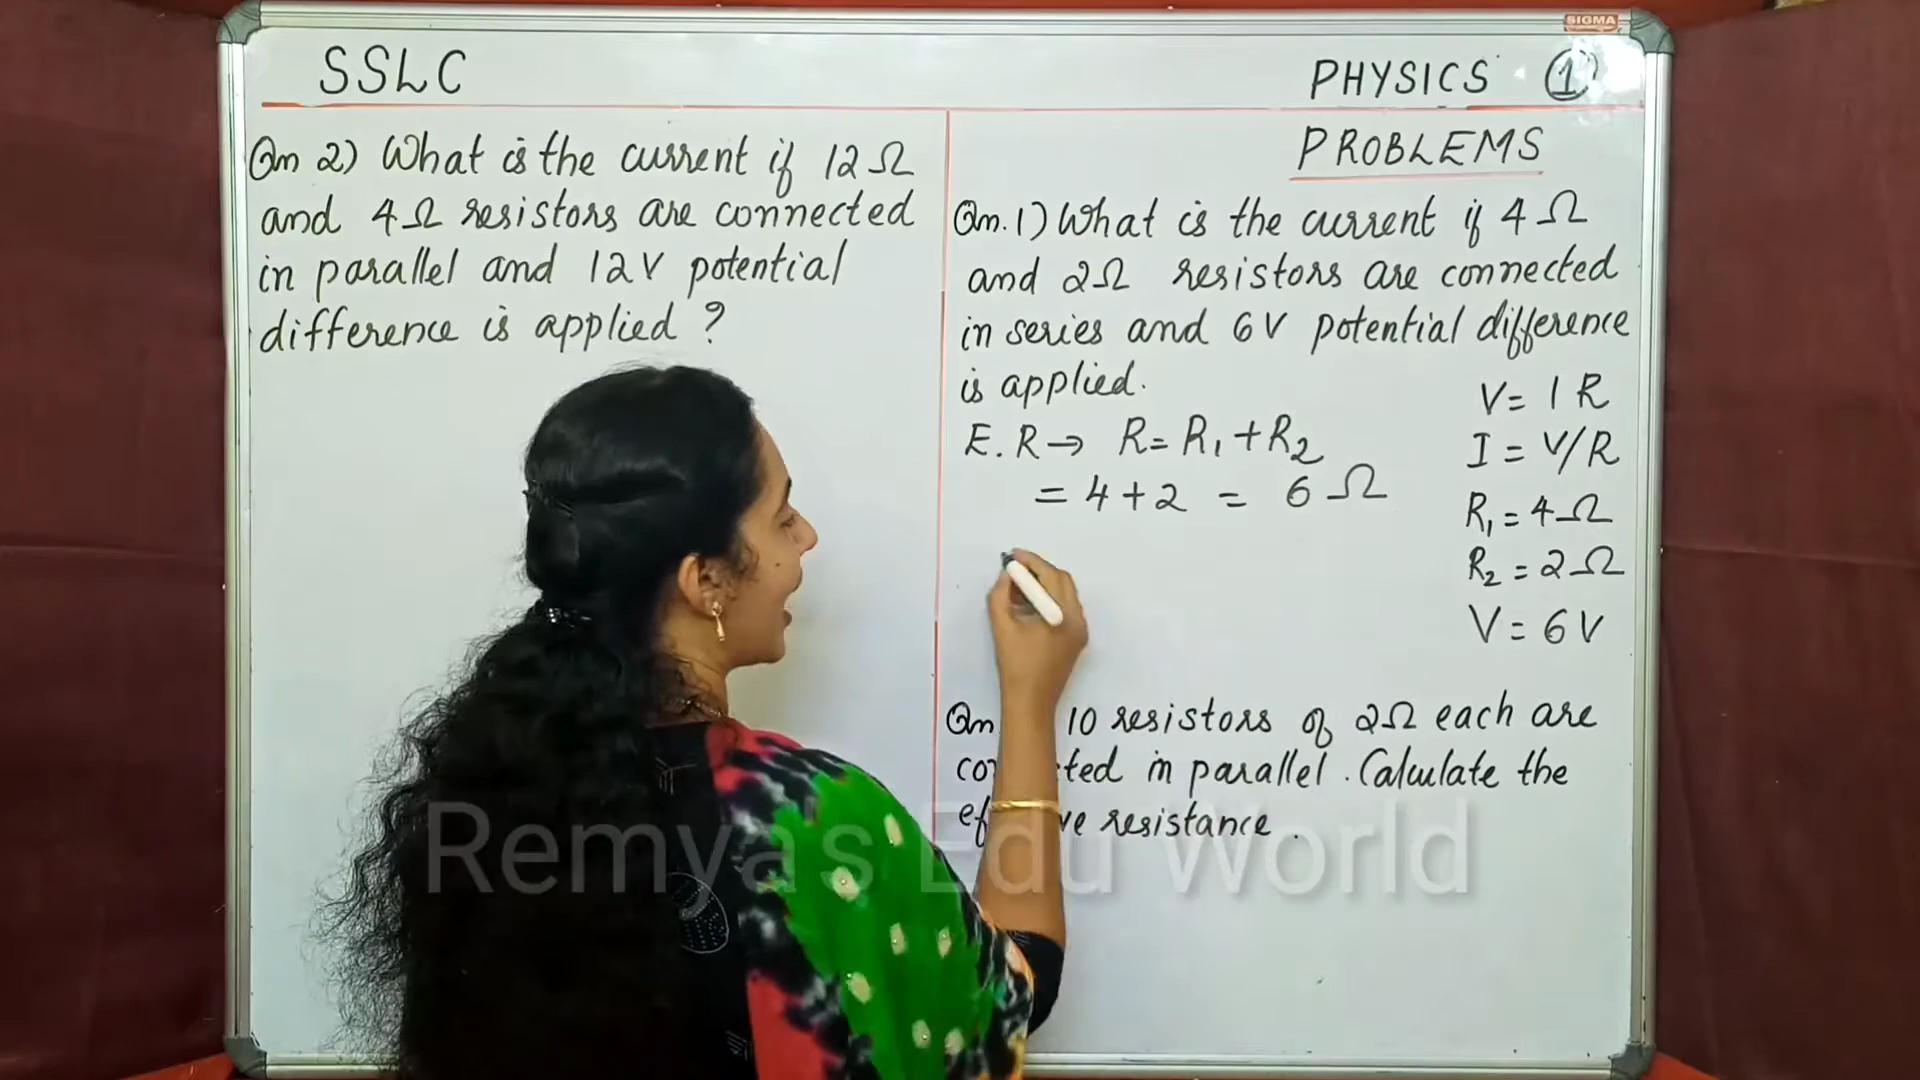 SIGMA
SSLC
PHYSICS 1
Qn 2) What is the current if 12Ω
and 4Ω resistors are connected
in parallel and 12V potential
difference is applied ?
PROBLEMS
Qn. 1) What is the current if 4Ω
and 2Ω resistors are connected
in series and 6V potential difference
is applied.
E.R → R = R₁ + R₂
= 4 + 2 = 6 Ω
V = I R
I = V/R
R₁ = 4Ω
R₂ = 2Ω
V = 6V
Qn 10 resistors of 2Ω each are
ted in parallel. Calculate the
resistance.
Remya's Edu World